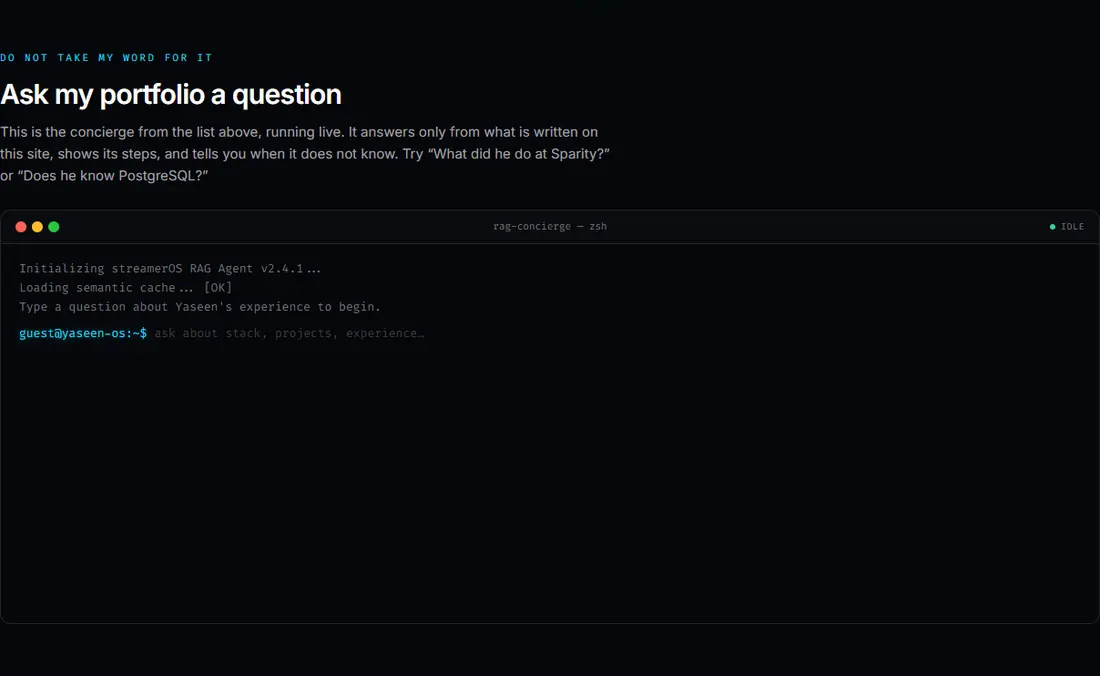 DO NOT TAKE MY WORD FOR IT
Ask my portfolio a question
This is the concierge from the list above, running live. It answers only from what is written on
this site, shows its steps, and tells you when it does not know. Try “What did he do at Sparity?”
or “Does he know PostgreSQL?”
rag-concierge — zsh
IDLE
Initializing streamerOS RAG Agent v2.4.1...
Loading semantic cache... [OK]
Type a question about Yaseen's experience to begin.
guest@yaseen-os:~$ ask about stack, projects, experience…